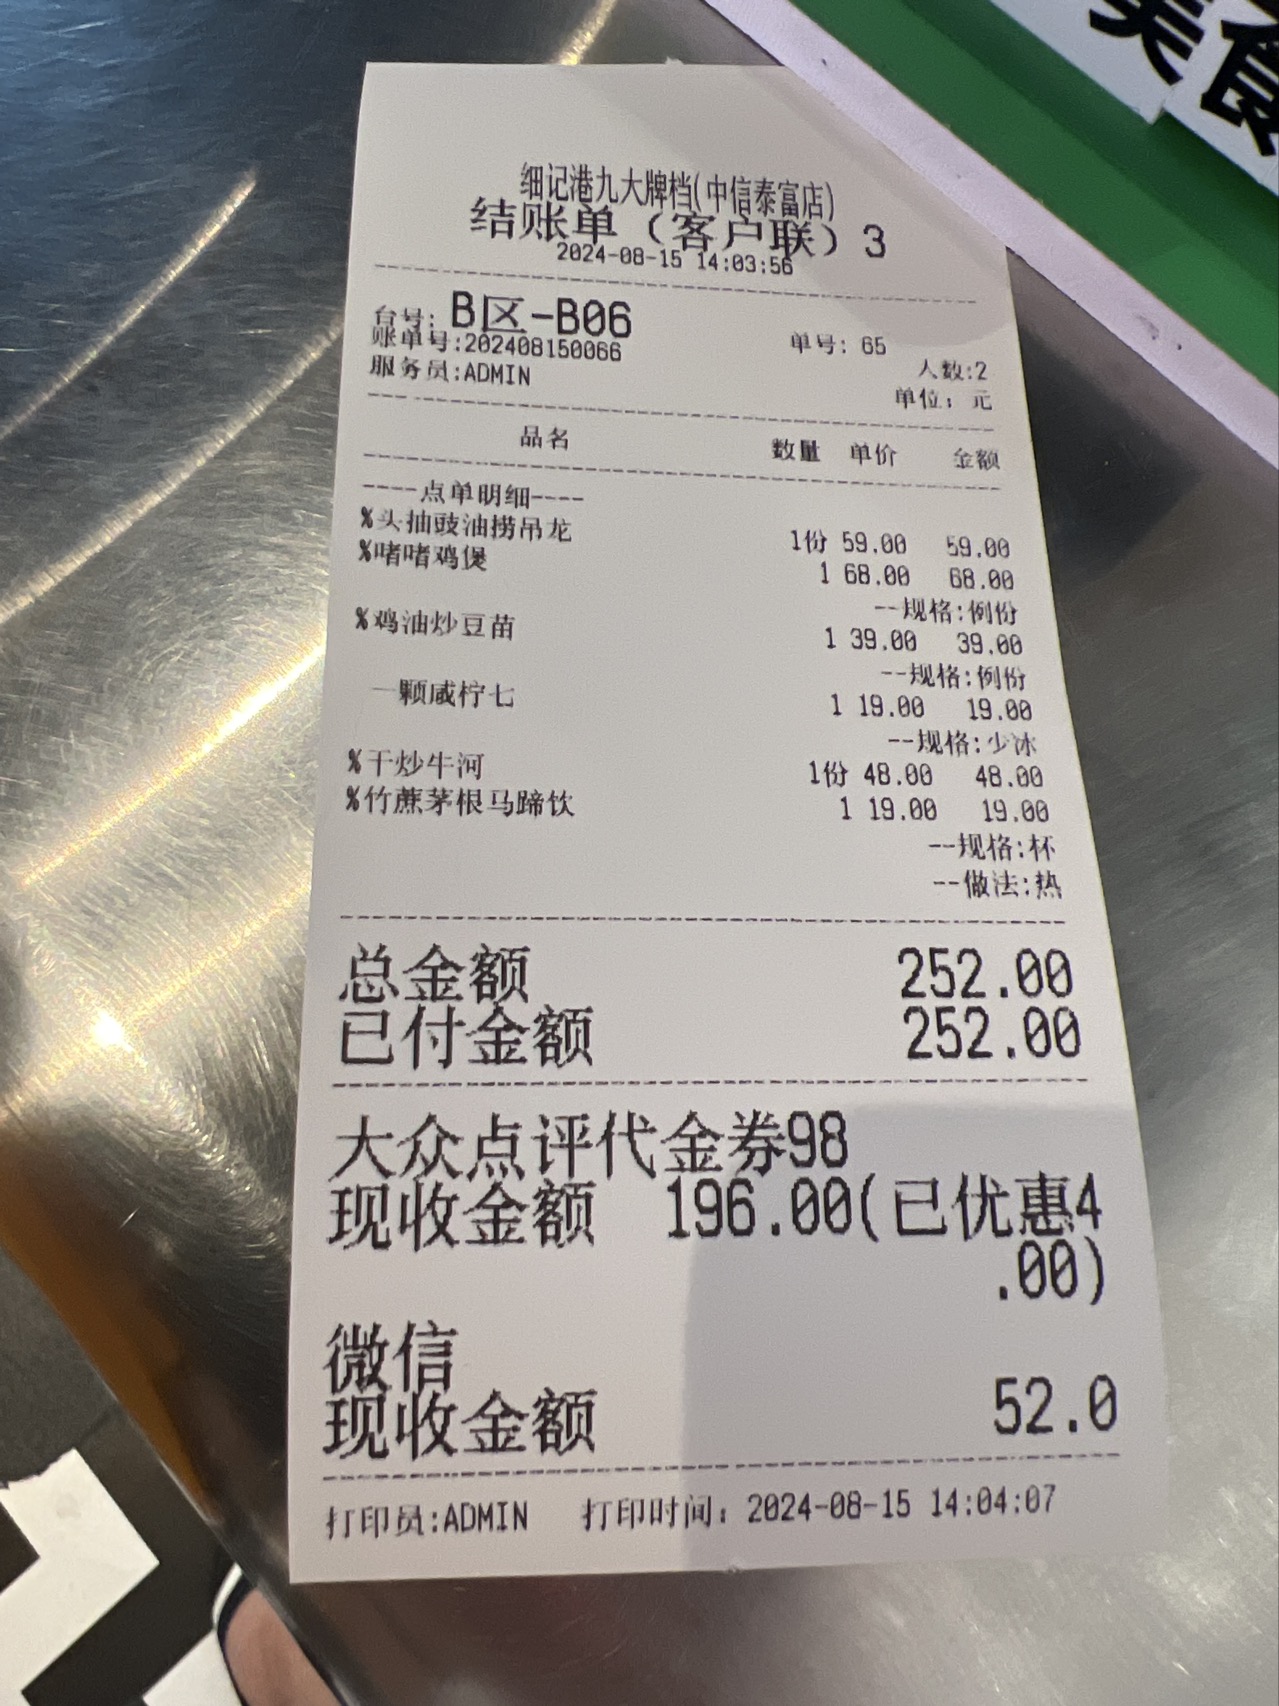 美食
细记港九大牌档(中信泰富店)
结账单（客户联）3
2024-08-15 14:03:56
台号: B区-B06 单号: 65
账单号:202408150066 人数:2
服务员:ADMIN 单位: 元
品名 数量 单价 金额
----点单明细----
%头抽豉油捞吊龙 1份 59.00 59.00
%啫啫鸡煲 1 68.00 68.00
--规格:例份
%鸡油炒豆苗 1 39.00 39.00
--规格:例份
一颗咸柠七 1 19.00 19.00
--规格:少冰
%干炒牛河 1份 48.00 48.00
%竹蔗茅根马蹄饮 1 19.00 19.00
--规格:杯
--做法:热
总金额 252.00
已付金额 252.00
大众点评代金券98
现收金额 196.00(已优惠4
.00)
微信
现收金额 52.0
打印员:ADMIN 打印时间: 2024-08-15 14:04:07